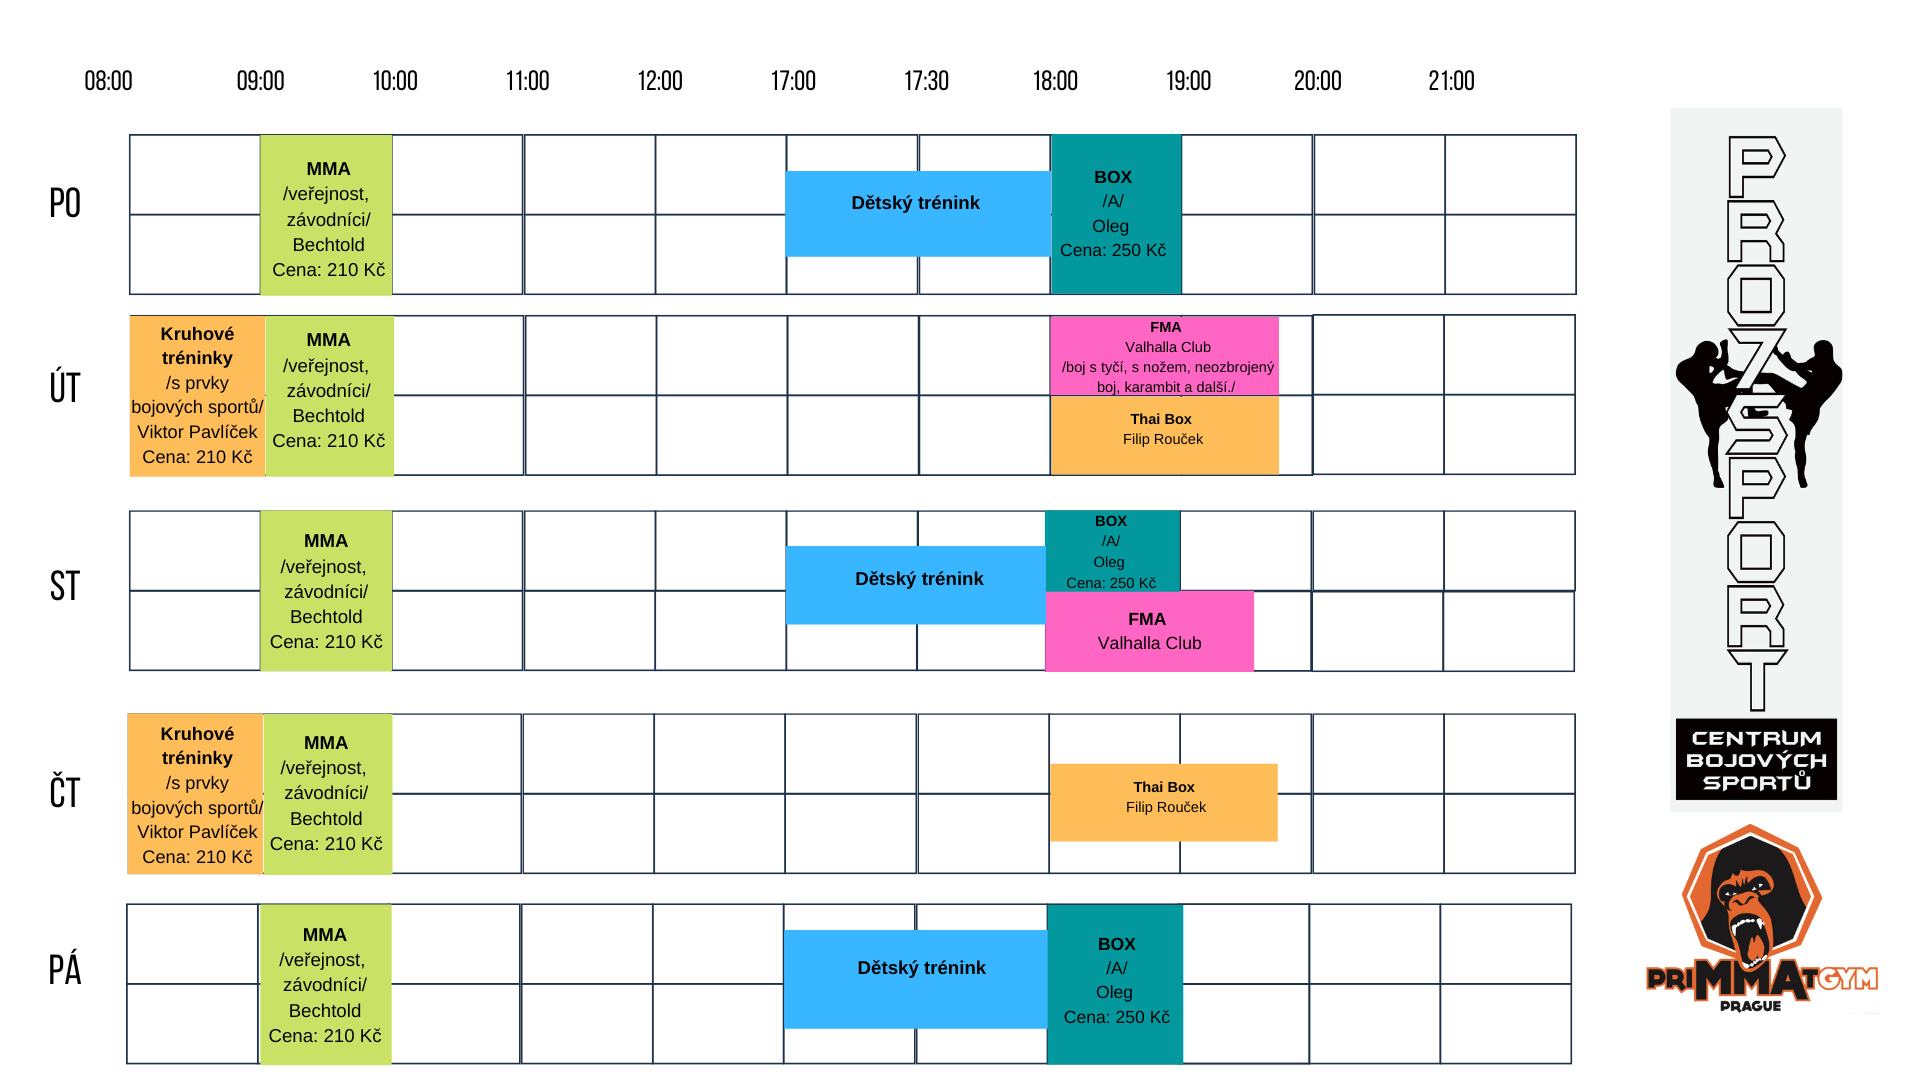 08:00 09:00 10:00 11:00 12:00 17:00 17:30 18:00 19:00 20:00 21:00
PO
MMA
/veřejnost,
závodníci/
Bechtold
Cena: 210 Kč
Dětský trénink
BOX
/A/
Oleg
Cena: 250 Kč
ÚT
Kruhové
tréninky
/s prvky
bojových sportů/
Viktor Pavlíček
Cena: 210 Kč
MMA
/veřejnost,
závodníci/
Bechtold
Cena: 210 Kč
FMA
Valhalla Club
/boj s tyčí, s nožem, neozbrojený
boj, karambit a další./
Thai Box
Filip Rouček
ST
MMA
/veřejnost,
závodníci/
Bechtold
Cena: 210 Kč
Dětský trénink
BOX
/A/
Oleg
Cena: 250 Kč
FMA
Valhalla Club
ČT
Kruhové
tréninky
/s prvky
bojových sportů/
Viktor Pavlíček
Cena: 210 Kč
MMA
/veřejnost,
závodníci/
Bechtold
Cena: 210 Kč
Thai Box
Filip Rouček
PÁ
MMA
/veřejnost,
závodníci/
Bechtold
Cena: 210 Kč
Dětský trénink
BOX
/A/
Oleg
Cena: 250 Kč
PRO7SPORT
CENTRUM
BOJOVÝCH
SPORTŮ
PRIMMATGYM
PRAGUE